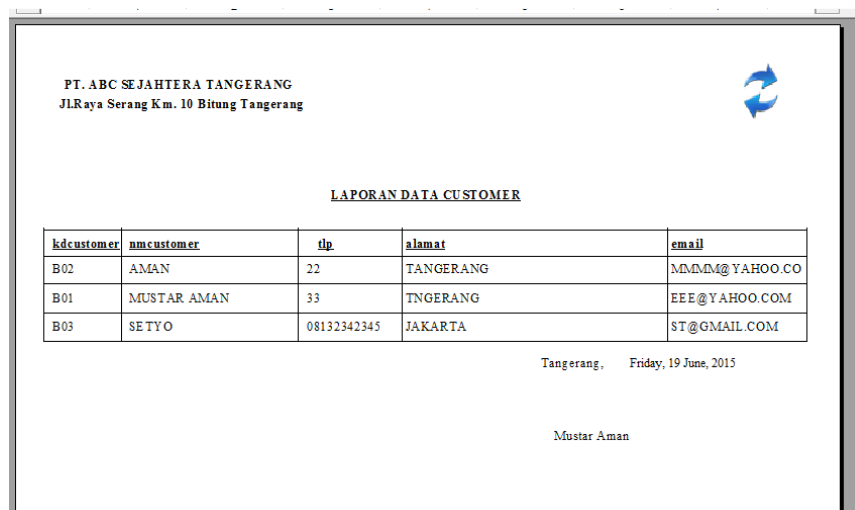 PT. ABC SEJAHTERA TANGERANG
Jl.Raya Serang Km. 10 Bitung Tangerang
LAPORAN DATA CUSTOMER
kdcustomer nmcustomer tlp alamat email
B02 AMAN 22 TANGERANG MMMM@YAHOO.CO
B01 MUSTAR AMAN 33 TNGERANG EEE@YAHOO.COM
B03 SETYO 08132342345 JAKARTA ST@GMAIL.COM
Tangerang, Friday, 19 June, 2015
Mustar Aman